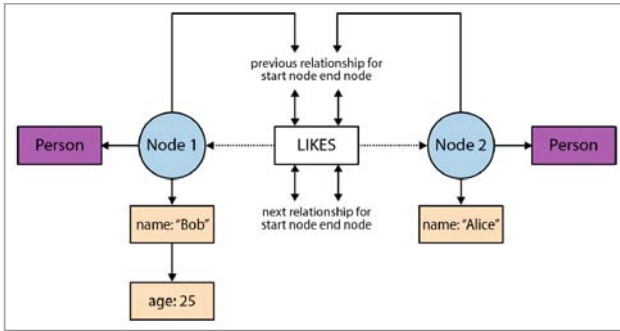 previous relationship for
start node end node
Person
Node 1
LIKES
Node 2
Person
name: "Bob"
next relationship for
start node end node
name: "Alice"
age: 25